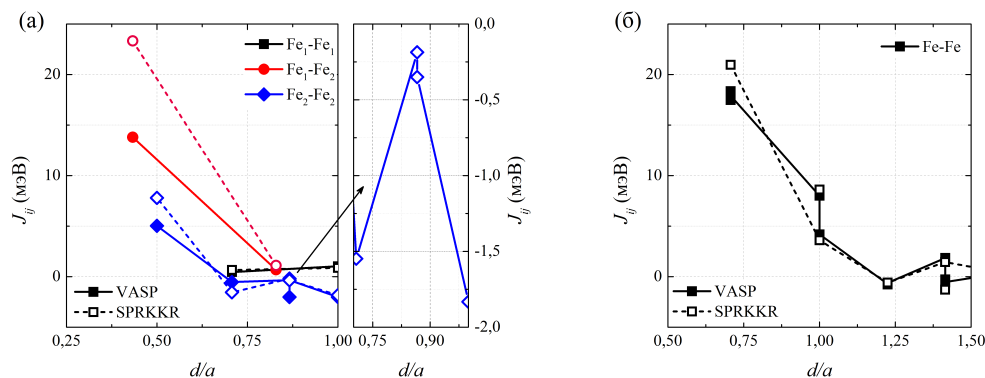 (а)
Fe1-Fe1
Fe1-Fe2
Fe2-Fe2
VASP
SPRKKR
20
10
0
Jij (мэВ)
0,25
0,50
0,75
1,00
d/a
0,0
-0,5
-1,0
-1,5
-2,0
Jij (мэВ)
0,75
0,90
d/a
(б)
Fe-Fe
VASP
SPRKKR
20
10
0
Jij (мэВ)
0,50
0,75
1,00
1,25
1,50
d/a